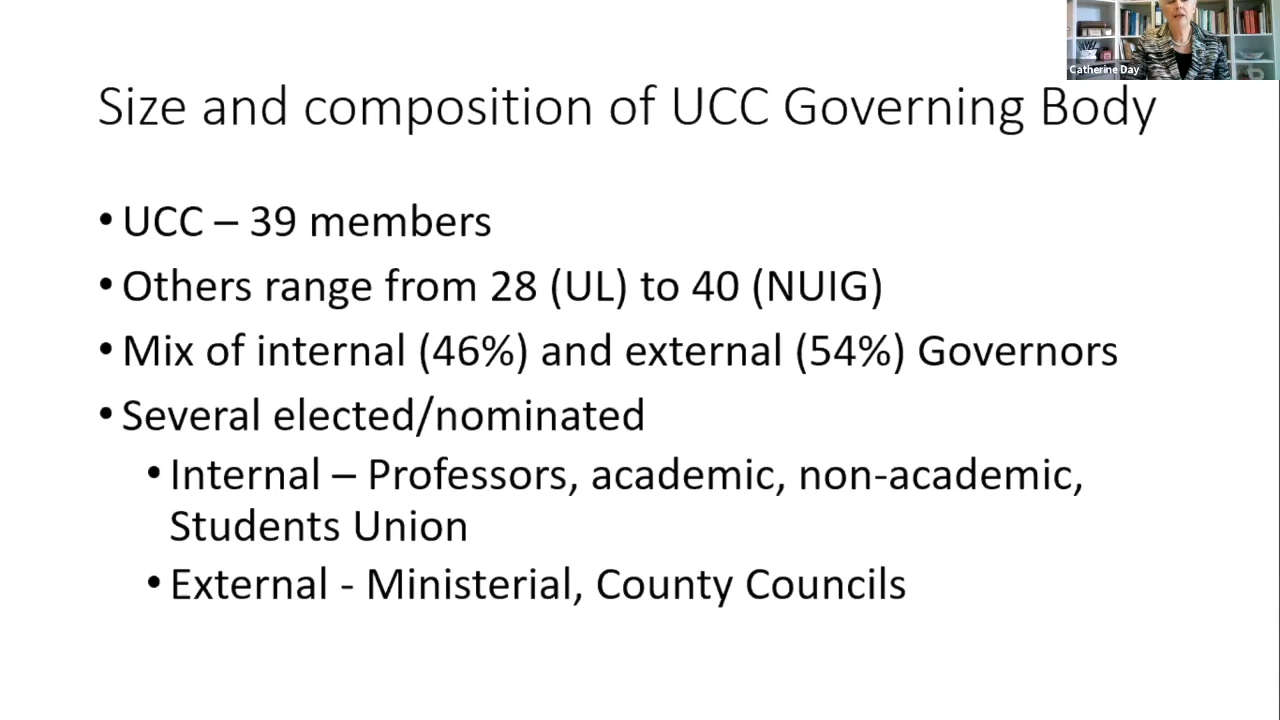 Catherine Day
Size and composition of UCC Governing Body
• UCC – 39 members
• Others range from 28 (UL) to 40 (NUIG)
• Mix of internal (46%) and external (54%) Governors
• Several elected/nominated
• Internal – Professors, academic, non-academic,
Students Union
• External - Ministerial, County Councils